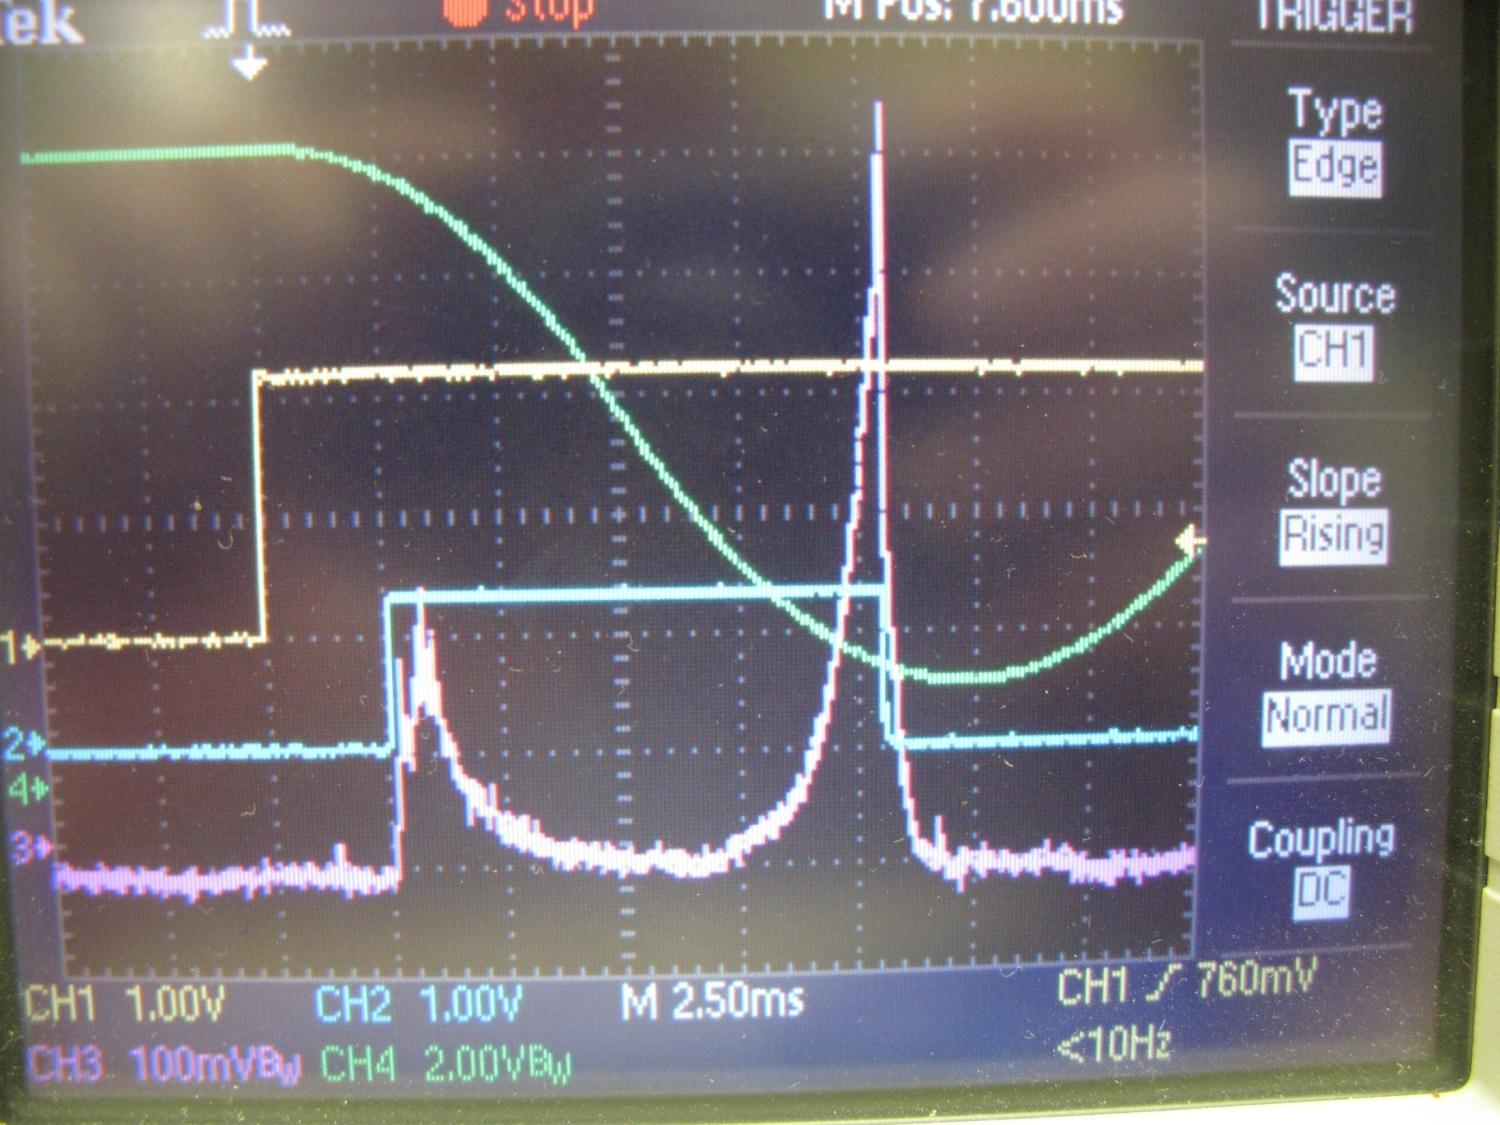 Tek Stop M Pos: 7.600ms TRIGGER
Type
Edge
Source
CH1
Slope
Rising
Mode
Normal
Coupling
DC
1
2
4
3
CH1 1.00V CH2 1.00V M 2.50ms CH1 760mV
CH3 100mVBw CH4 2.00VBw <10Hz